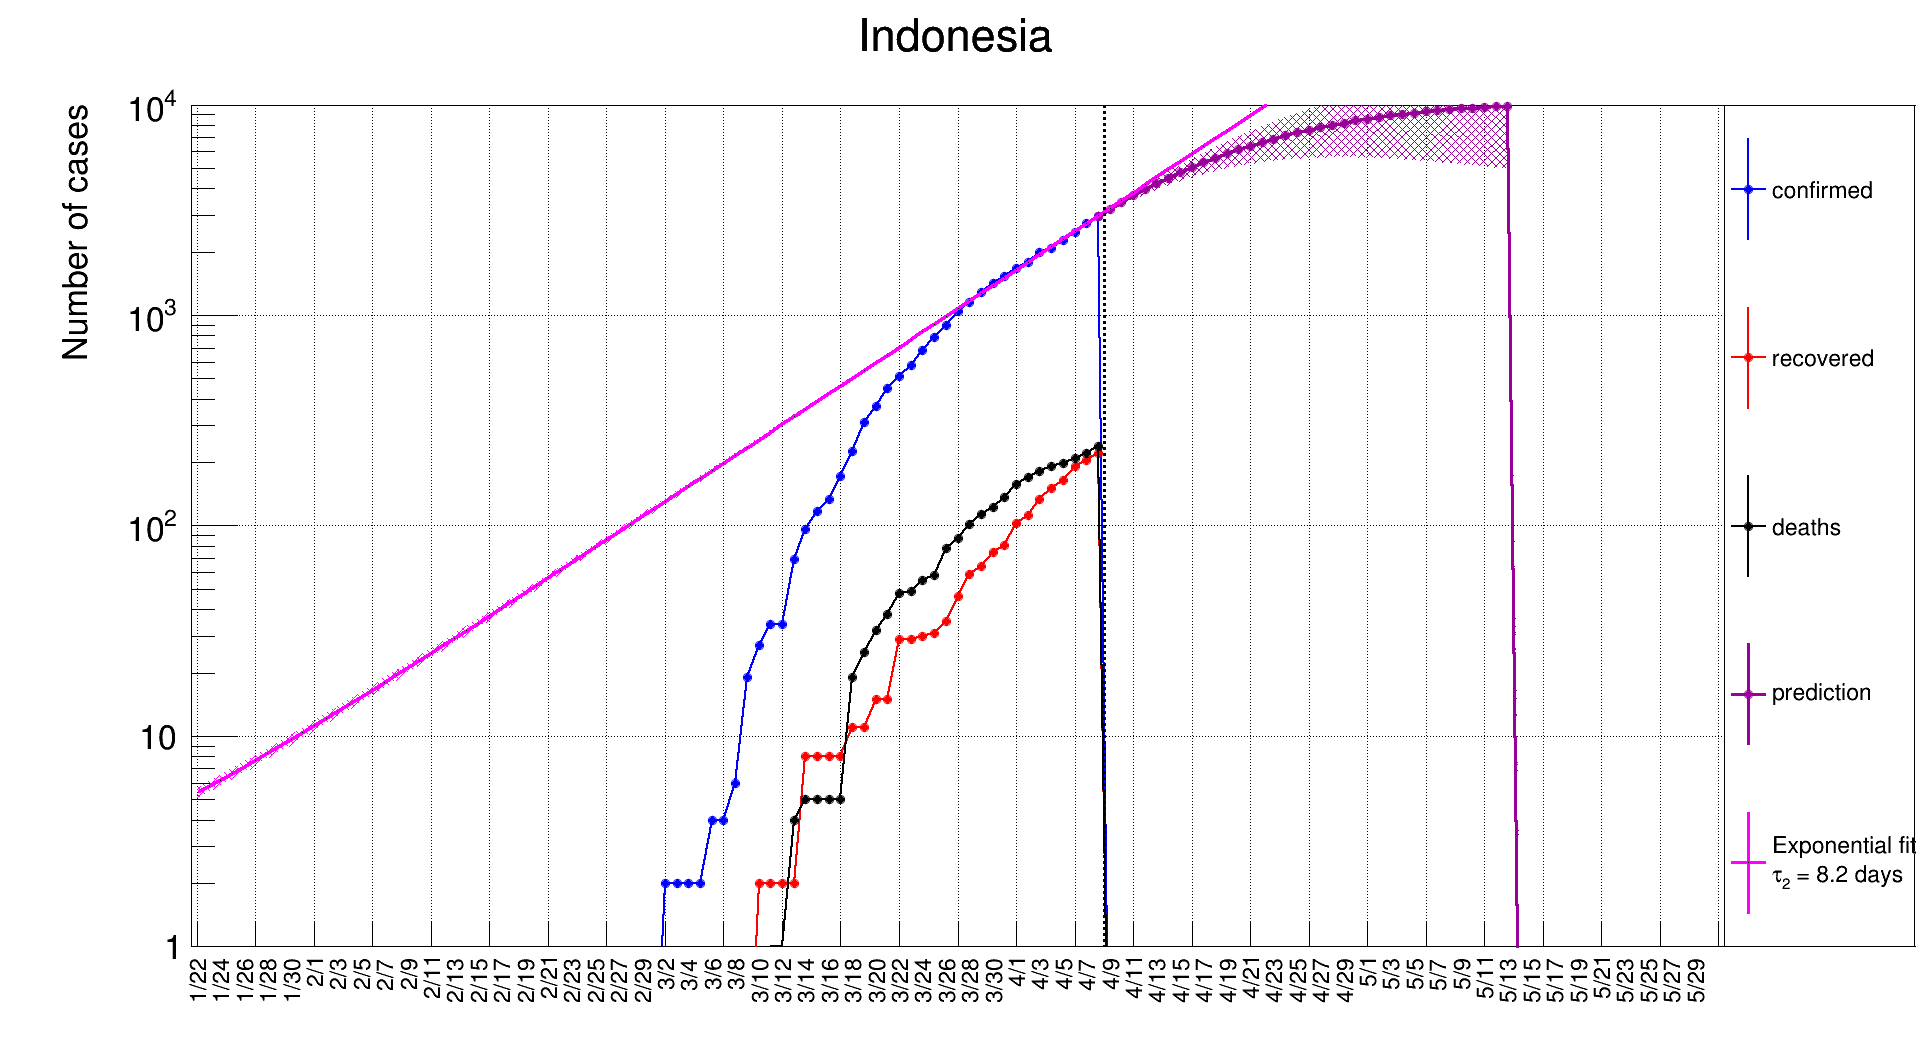 Indonesia
Number of cases
10^4
10^3
10^2
10
1
1/22 1/24 1/26 1/28 1/30 2/1 2/3 2/5 2/7 2/9 2/11 2/13 2/15 2/17 2/19 2/21 2/23 2/25 2/27 2/29 3/2 3/4 3/6 3/8 3/10 3/12 3/14 3/16 3/18 3/20 3/22 3/24 3/26 3/28 3/30 4/1 4/3 4/5 4/7 4/9 4/11 4/13 4/15 4/17 4/19 4/21 4/23 4/25 4/27 4/29 5/1 5/3 5/5 5/7 5/9 5/11 5/13 5/15 5/17 5/19 5/21 5/23 5/25 5/27 5/29
confirmed
recovered
deaths
prediction
Exponential fit
τ₂ = 8.2 days